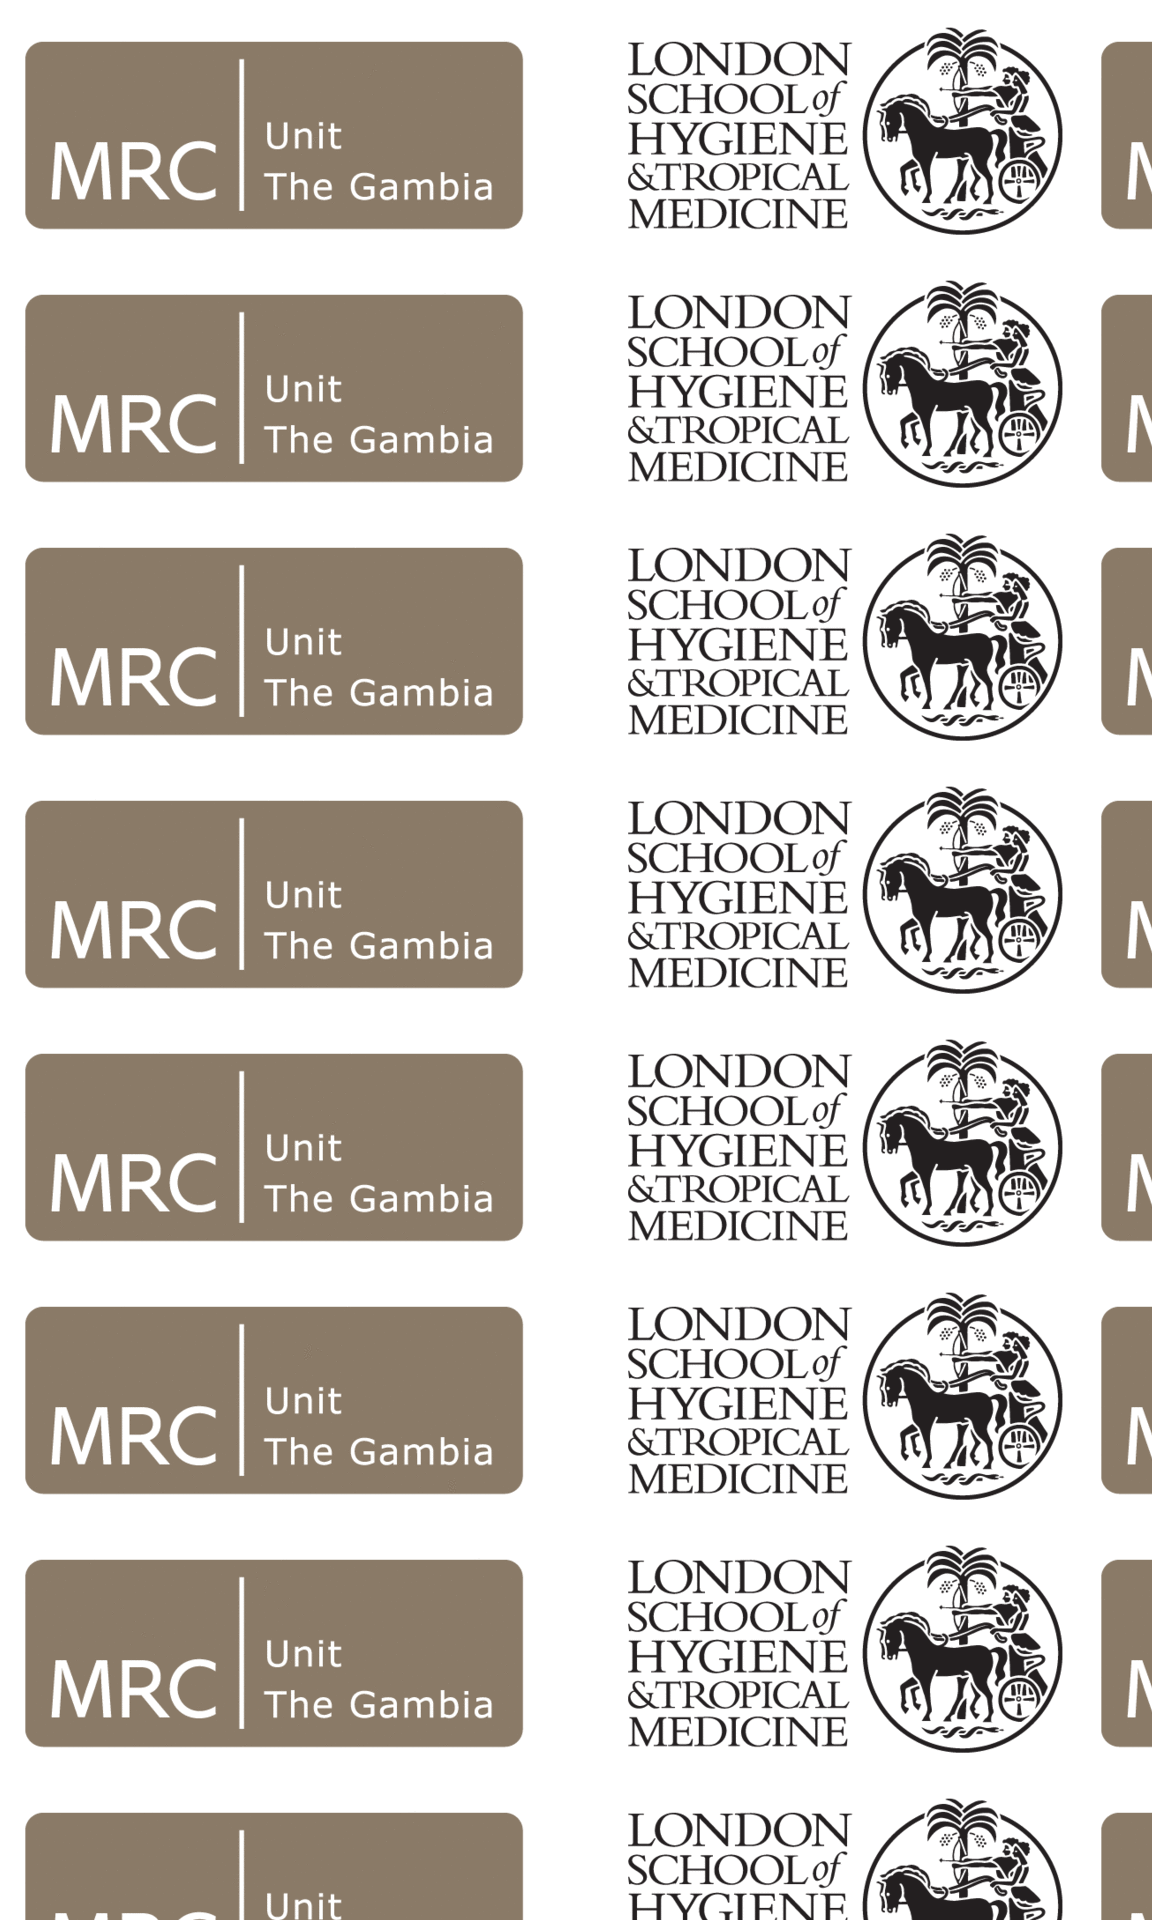 MRC
Unit
The Gambia
LONDON
SCHOOL of
HYGIENE
&TROPICAL
MEDICINE
M
MRC
Unit
The Gambia
LONDON
SCHOOL of
HYGIENE
&TROPICAL
MEDICINE
M
MRC
Unit
The Gambia
LONDON
SCHOOL of
HYGIENE
&TROPICAL
MEDICINE
M
MRC
Unit
The Gambia
LONDON
SCHOOL of
HYGIENE
&TROPICAL
MEDICINE
M
MRC
Unit
The Gambia
LONDON
SCHOOL of
HYGIENE
&TROPICAL
MEDICINE
M
MRC
Unit
The Gambia
LONDON
SCHOOL of
HYGIENE
&TROPICAL
MEDICINE
M
MRC
Unit
The Gambia
LONDON
SCHOOL of
HYGIENE
&TROPICAL
MEDICINE
M
Unit
LONDON
SCHOOL of
HYGIENE